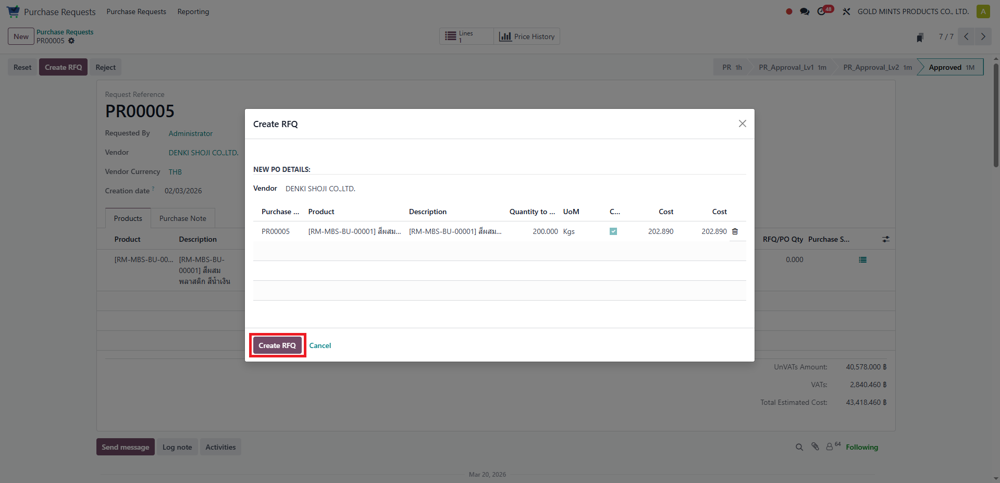 Purchase Requests Purchase Requests Reporting 48 GOLD MINTS PRODUCTS CO., LTD. A
New Purchase Requests
PR00005
Lines
1
Price History
7 / 7
Reset Create RFQ Reject PR 1h PR_Approval_Lv1 1m PR_Approval_Lv2 1m Approved 1M
Request Reference
PR00005
Requested By Administrator
Vendor DENKI SHOJI CO.,LTD.
Vendor Currency THB
Creation date ? 02/03/2026
Products Purchase Note
Product Description RFQ/PO Qty Purchase S...
[RM-MBS-BU-00... [RM-MBS-BU- 0.000
00001] สีผสม
พลาสติก สีน้ำเงิน
Create RFQ
NEW PO DETAILS:
Vendor DENKI SHOJI CO.,LTD.
Purchase ... Product Description Quantity to ... UoM C... Cost Cost
PR00005 [RM-MBS-BU-00001] สีผสม... [RM-MBS-BU-00001] สีผสม... 200.000 Kgs 202.890 202.890
Create RFQ Cancel
UnVATs Amount: 40,578.000 ฿
VATs: 2,840.460 ฿
Total Estimated Cost: 43,418.460 ฿
Send message Log note Activities 64 Following
Mar 20, 2026